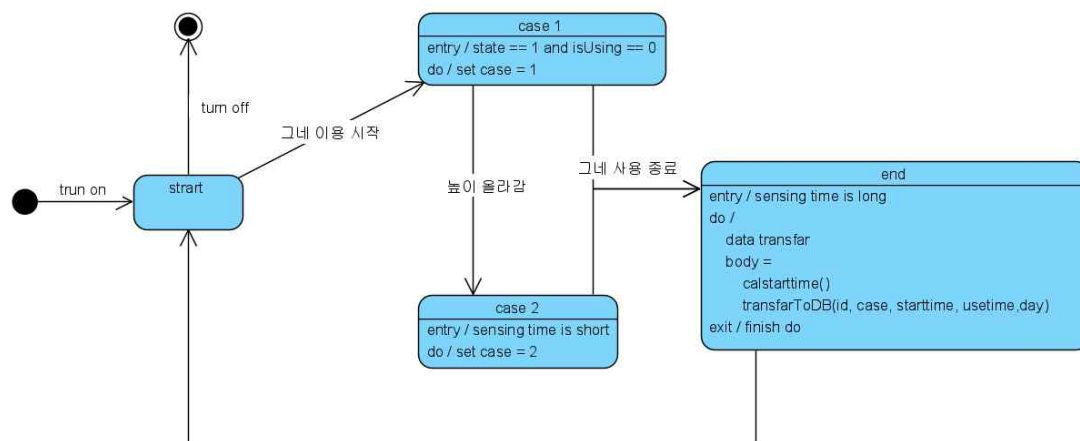 case 1
entry / state == 1 and isUsing == 0
do / set case = 1
turn off
그네 이용 시작
trun on
strart
높이 올라감
그네 사용 종료
end
entry / sensing time is long
do /
data transfar
body =
calstarttime()
transfarToDB(id, case, starttime, usetime,day)
exit / finish do
case 2
entry / sensing time is short
do / set case = 2